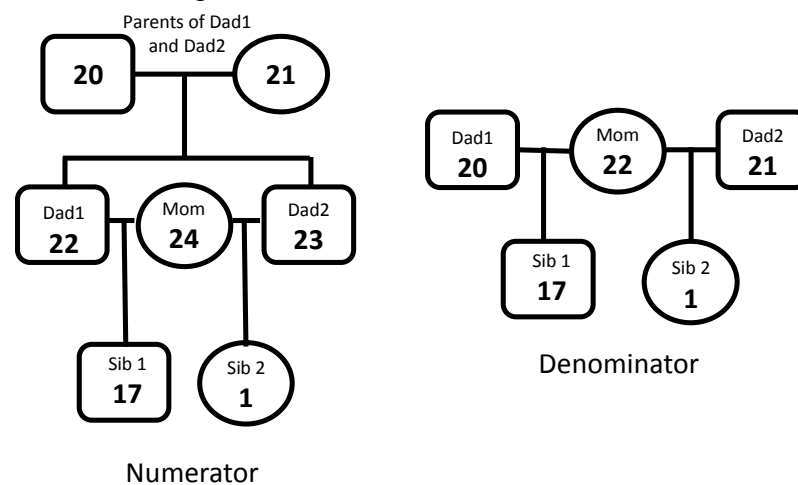 Parents of Dad1
and Dad2
20
21
Dad1
22
Mom
24
Dad2
23
Sib 1
17
Sib 2
1
Numerator
Dad1
20
Mom
22
Dad2
21
Sib 1
17
Sib 2
1
Denominator